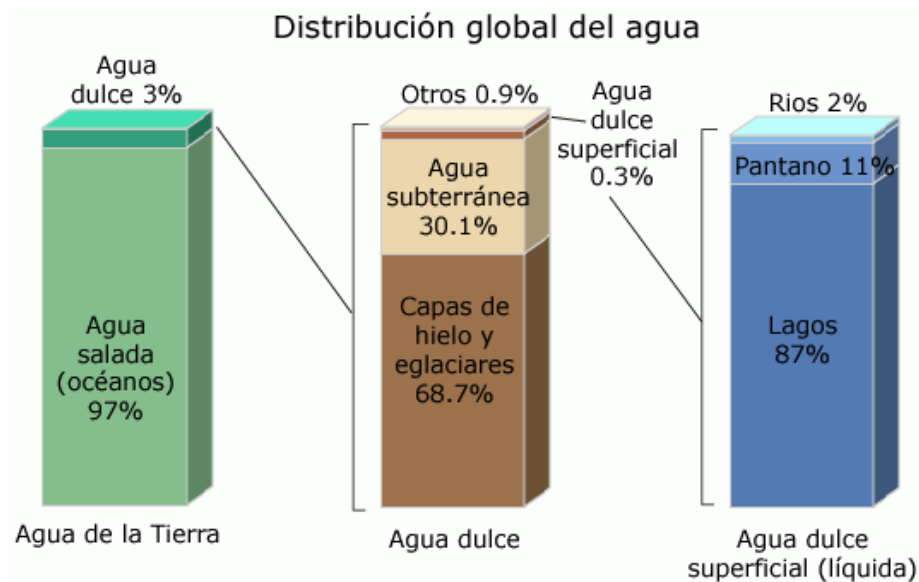 Distribución global del agua
Agua
dulce 3%
Agua
salada
(océanos)
97%
Agua de la Tierra
Otros 0.9%
Agua
dulce
superficial
0.3%
Agua
subterránea
30.1%
Capas de
hielo y
eglaciares
68.7%
Agua dulce
Rios 2%
Pantano 11%
Lagos
87%
Agua dulce
superficial (líquida)